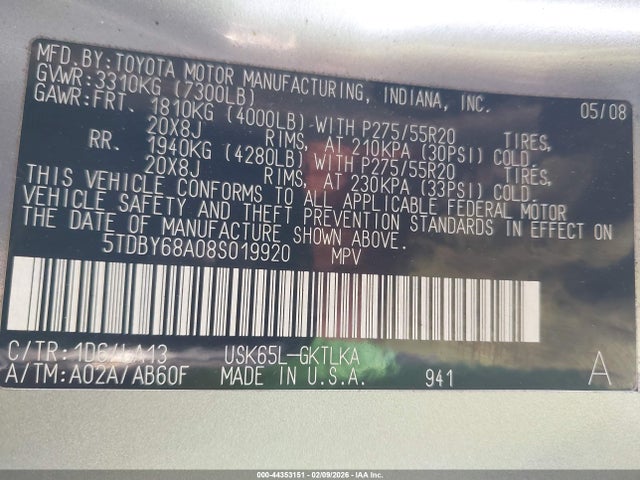 MFD.BY:TOYOTA MOTOR MANUFACTURING, INDIANA, INC. 05/08
GVWR:3310KG (7300LB)
GAWR:FRT. 1810KG (4000LB) WITH P275/55R20 TIRES,
20X8J RIMS, AT 210KPA (30PSI) COLD.
RR. 1940KG (4280LB) WITH P275/55R20 TIRES,
20X8J RIMS, AT 230KPA (33PSI) COLD.
THIS VEHICLE CONFORMS TO ALL APPLICABLE FEDERAL MOTOR
VEHICLE SAFETY AND THEFT PREVENTION STANDARDS IN EFFECT ON
THE DATE OF MANUFACTURE SHOWN ABOVE.
5TDBY68A08S019920 MPV
C/TR:1D6/LA13 USK65L-GKTLKA
A/TM:A02A/AB60F MADE IN U.S.A. 941 A
000-44353151 - 02/09/2026 - IAA Inc.